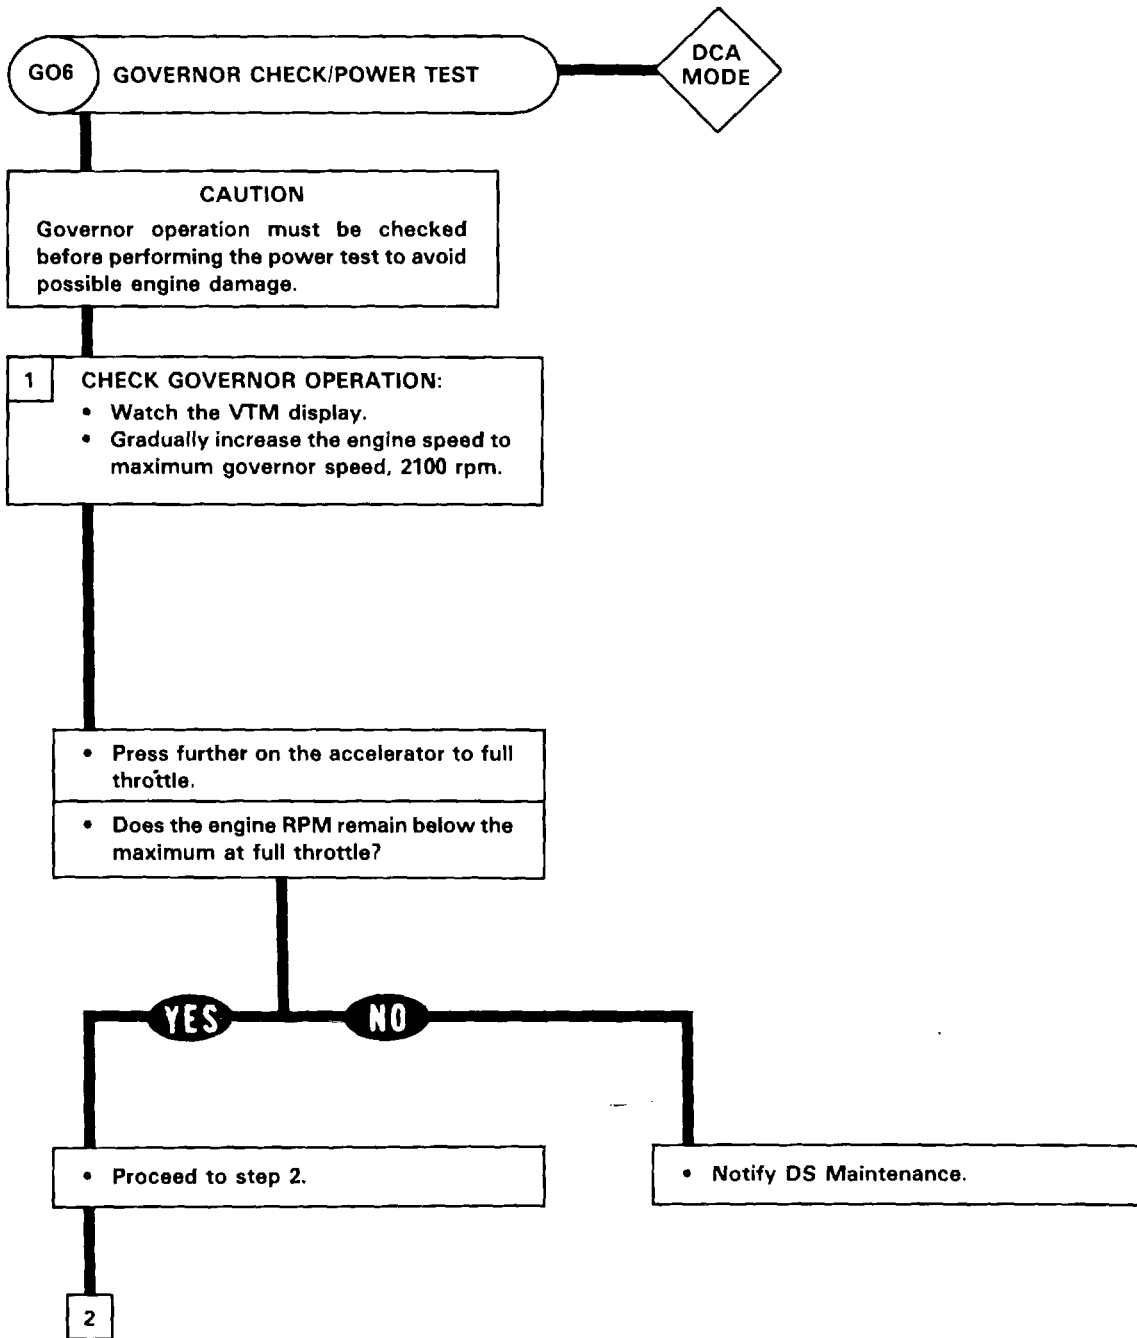 GO6 GOVERNOR CHECK/POWER TEST
DCA
MODE
CAUTION
Governor operation must be checked
before performing the power test to avoid
possible engine damage.
1 CHECK GOVERNOR OPERATION:
• Watch the VTM display.
• Gradually increase the engine speed to
maximum governor speed, 2100 rpm.
• Press further on the accelerator to full
throttle.
• Does the engine RPM remain below the
maximum at full throttle?
YES NO
• Proceed to step 2.
• Notify DS Maintenance.
2